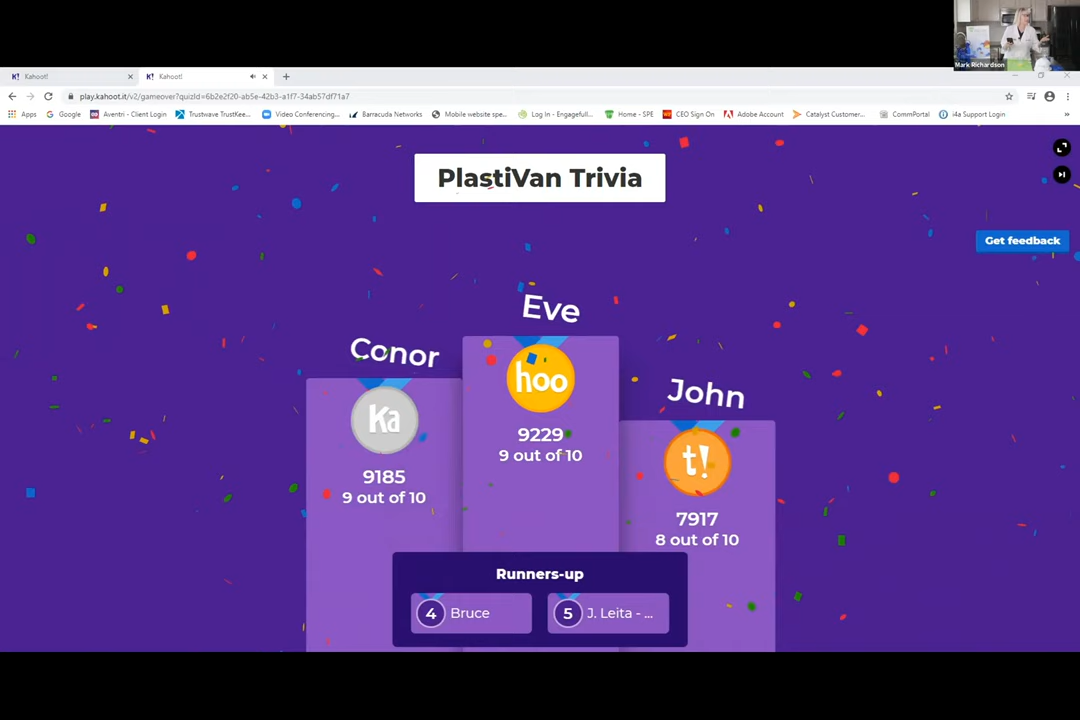 Mark Richardson
Kahoot!
Kahoot!
play.kahoot.it/v2/gameover?quizId=6b2e2f20-ab5e-42b3-a1f7-34ab57df71a7
Apps
Google
Aventri - Client Login
Trustwave TrustKee...
Video Conferencing...
Barracuda Networks
Mobile website spe...
Log In - Engagefull...
Home - SPE
CEO Sign On
Adobe Account
Catalyst Customer...
CommPortal
i4a Support Login
PlastiVan Trivia
Get feedback
Eve
Conor
John
hoo
Ka
t!
9229
9 out of 10
9185
9 out of 10
7917
8 out of 10
Runners-up
4 Bruce
5 J. Leita - ...